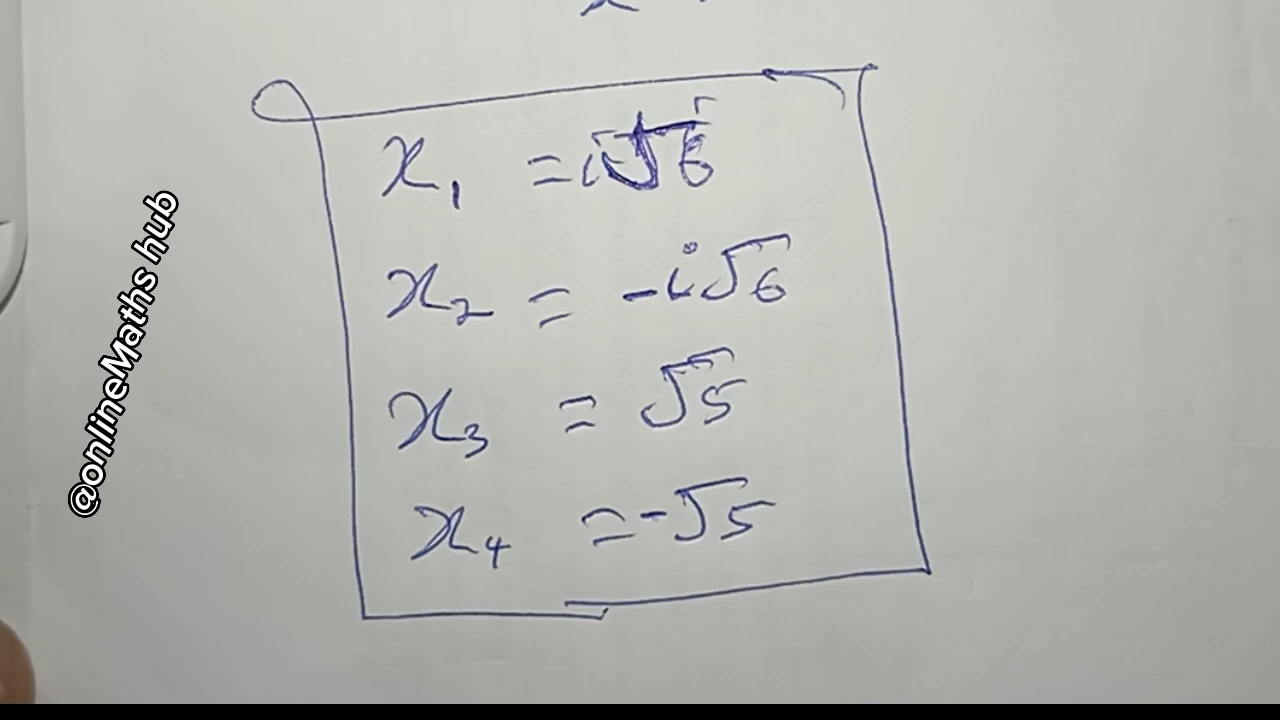 x₁ = i√6
x₂ = -i√6
x₃ = √5
x₄ = -√5
@onlineMaths hub